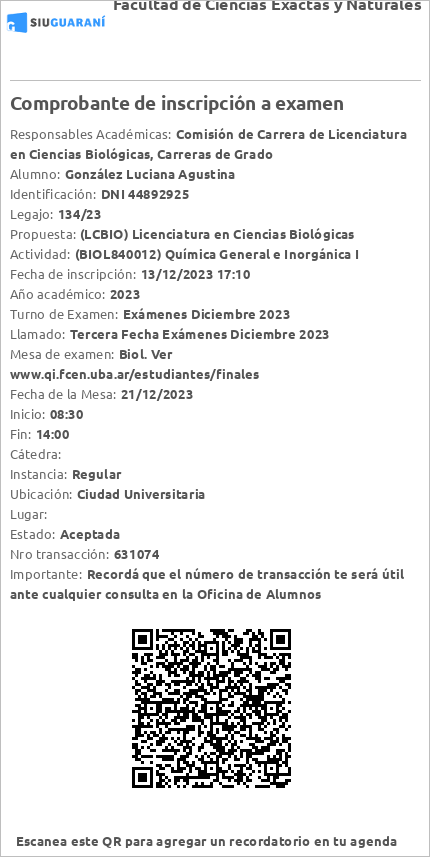 Facultad de Ciencias Exactas y Naturales
SIUGUARANÍ
Comprobante de inscripción a examen
Responsables Académicas: Comisión de Carrera de Licenciatura
en Ciencias Biológicas, Carreras de Grado
Alumno: González Luciana Agustina
Identificación: DNI 44892925
Legajo: 134/23
Propuesta: (LCBIO) Licenciatura en Ciencias Biológicas
Actividad: (BIOL840012) Química General e Inorgánica I
Fecha de inscripción: 13/12/2023 17:10
Año académico: 2023
Turno de Examen: Exámenes Diciembre 2023
Llamado: Tercera Fecha Exámenes Diciembre 2023
Mesa de examen: Biol. Ver
www.qi.fcen.uba.ar/estudiantes/finales
Fecha de la Mesa: 21/12/2023
Inicio: 08:30
Fin: 14:00
Cátedra:
Instancia: Regular
Ubicación: Ciudad Universitaria
Lugar:
Estado: Aceptada
Nro transacción: 631074
Importante: Recordá que el número de transacción te será útil
ante cualquier consulta en la Oficina de Alumnos
Escanea este QR para agregar un recordatorio en tu agenda